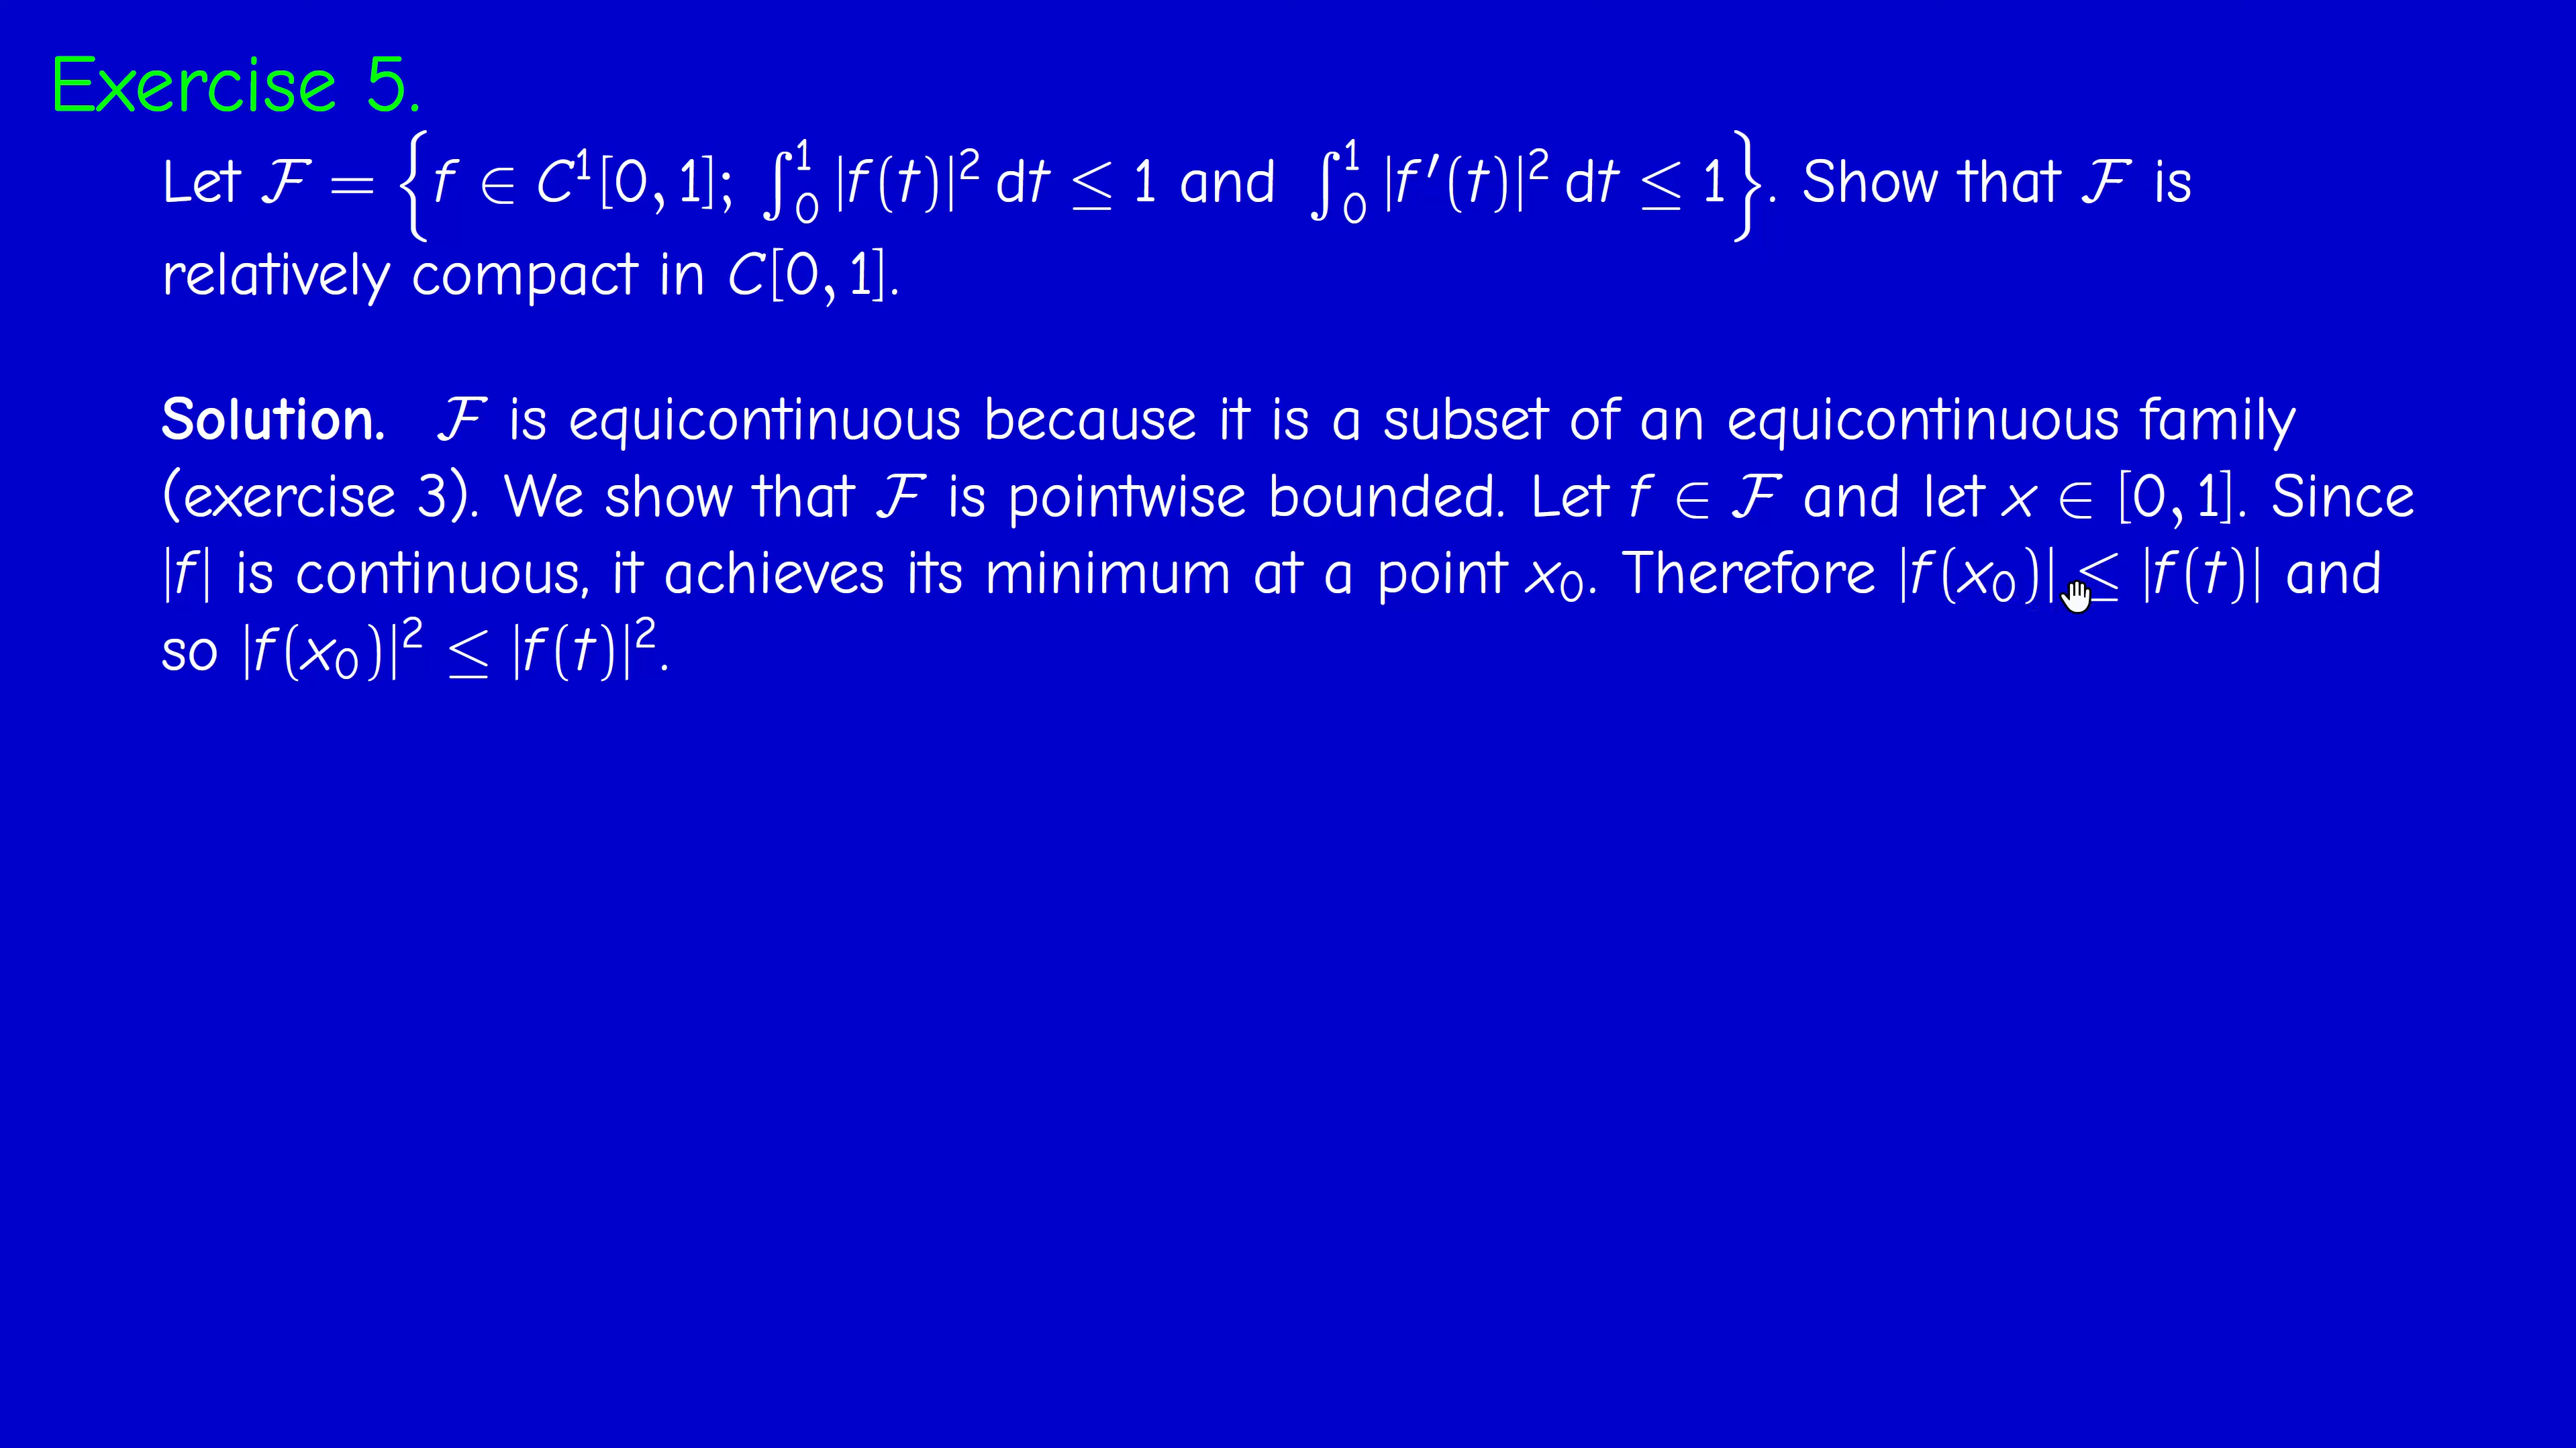 Exercise 5.
Let ℱ = {f ∈ C¹[0, 1]; ∫₀¹ |f(t)|² dt ≤ 1 and ∫₀¹ |f′(t)|² dt ≤ 1}. Show that ℱ is
relatively compact in C[0, 1].
Solution. ℱ is equicontinuous because it is a subset of an equicontinuous family
(exercise 3). We show that ℱ is pointwise bounded. Let f ∈ ℱ and let x ∈ [0, 1]. Since
|f| is continuous, it achieves its minimum at a point x₀. Therefore |f(x₀)| ≤ |f(t)| and
so |f(x₀)|² ≤ |f(t)|².